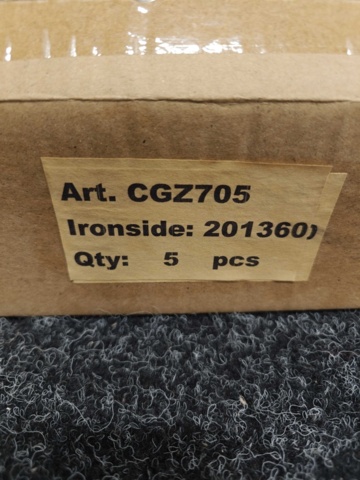 Art. CGZ705
Ironside: 201360)
Qty: 5 pcs